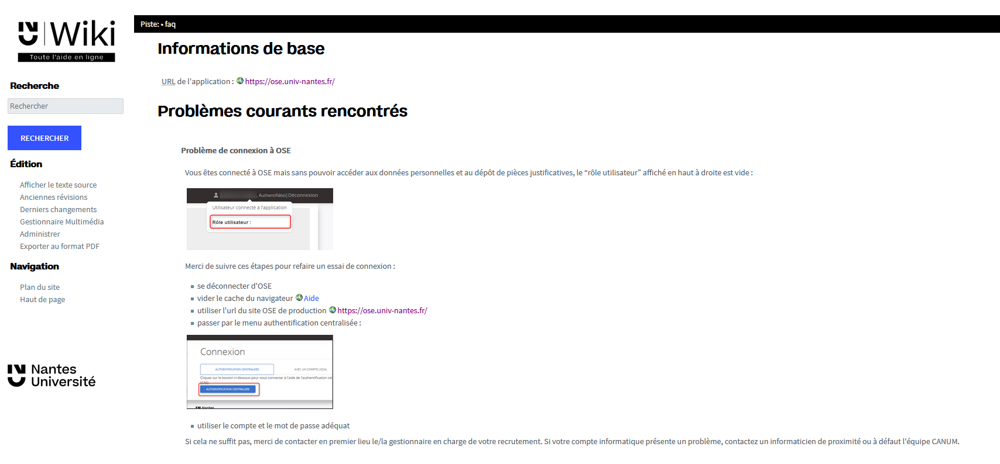 NU | Wiki
Toute l'aide en ligne
Recherche
Rechercher
RECHERCHER
Édition
Afficher le texte source
Anciennes révisions
Derniers changements
Gestionnaire Multimédia
Administrer
Exporter au format PDF
Navigation
Plan du site
Haut de page
NU Nantes
Université
Piste: • faq
Informations de base
URL de l'application : https://ose.univ-nantes.fr/
Problèmes courants rencontrés
Problème de connexion à OSE
Vous êtes connecté à OSE mais sans pouvoir accéder aux données personnelles et au dépôt de pièces justificatives, le “rôle utilisateur” affiché en haut à droite est vide :
, Authentifié(e) | Déconnexion
Utilisateur connecté à l'application
Rôle utilisateur :
Merci de suivre ces étapes pour refaire un essai de connexion :
se déconnecter d'OSE
vider le cache du navigateur Aide
utiliser l'url du site OSE de production https://ose.univ-nantes.fr/
passer par le menu authentification centralisée :
Connexion
AUTHENTIFICATION CENTRALISÉE AVEC UN COMPTE LOCAL
Cliquez sur le bouton ci-dessous pour vous connecter à l'aide de l'authentification cen
(CAS).
AUTHENTIFICATION CENTRALISÉE
NU Nantes
utiliser le compte et le mot de passe adéquat
Si cela ne suffit pas, merci de contacter en premier lieu le/la gestionnaire en charge de votre recrutement. Si votre compte informatique présente un problème, contactez un informaticien de proximité ou à défaut l'équipe CANUM.